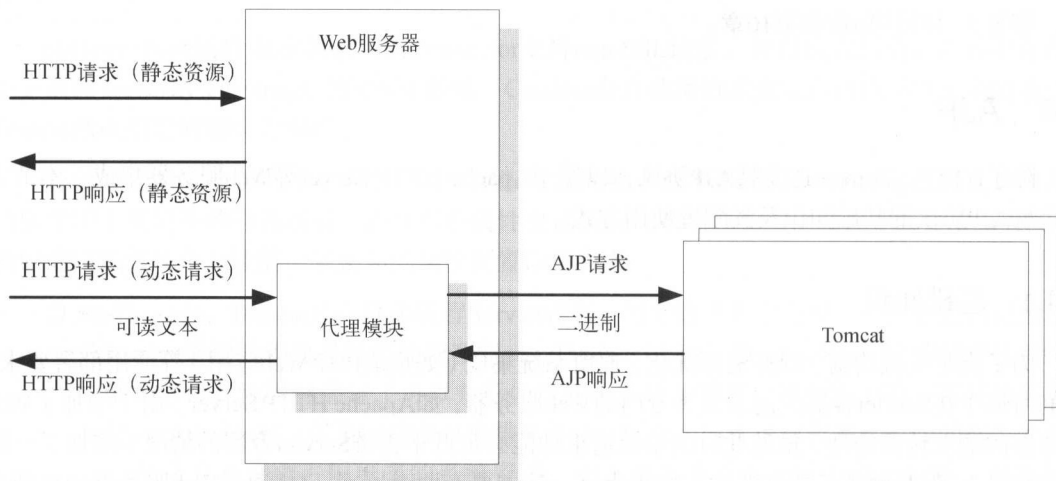 Web服务器
HTTP请求（静态资源）
HTTP响应（静态资源）
HTTP请求（动态请求）
可读文本
HTTP响应（动态请求）
代理模块
AJP请求
二进制
AJP响应
Tomcat